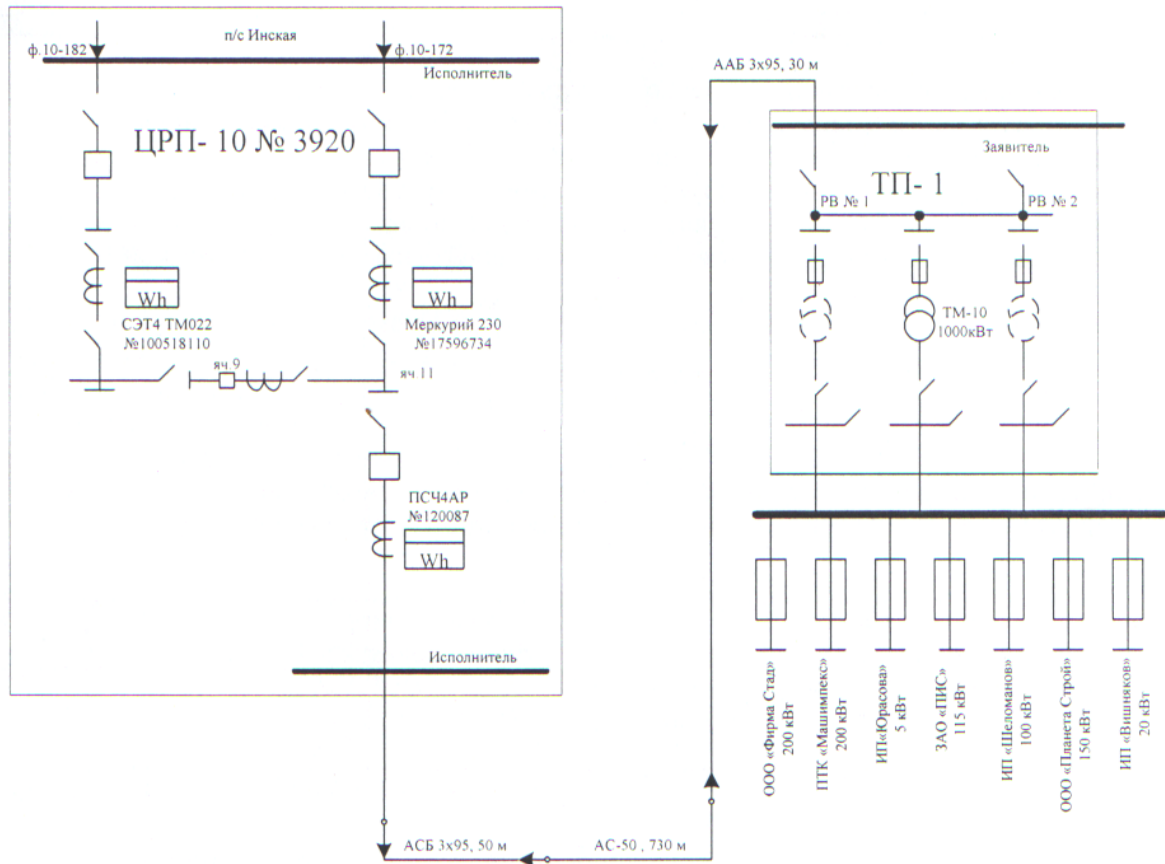 п/с Инская
ф.10-182
ф.10-172
Исполнитель
ЦРП- 10 № 3920
Wh
СЭТ4 ТМ022
№100518110
Wh
Меркурий 230
№17596734
яч.9
яч.11
ПСЧ4АР
№120087
Wh
Исполнитель
АСБ 3х95, 50 м
АС-50 , 730 м
ААБ 3х95, 30 м
Заявитель
ТП- 1
РВ № 1
РВ № 2
ТМ-10
1000кВт
ООО «Фирма Стад»
200 кВт
ПТК «Машимпекс»
200 кВт
ИП«Юрасова»
5 кВт
ЗАО «ПИС»
115 кВт
ИП «Шеломанов»
100 кВт
ООО «Планета Строй»
150 кВт
ИП «Вишняков»
20 кВт